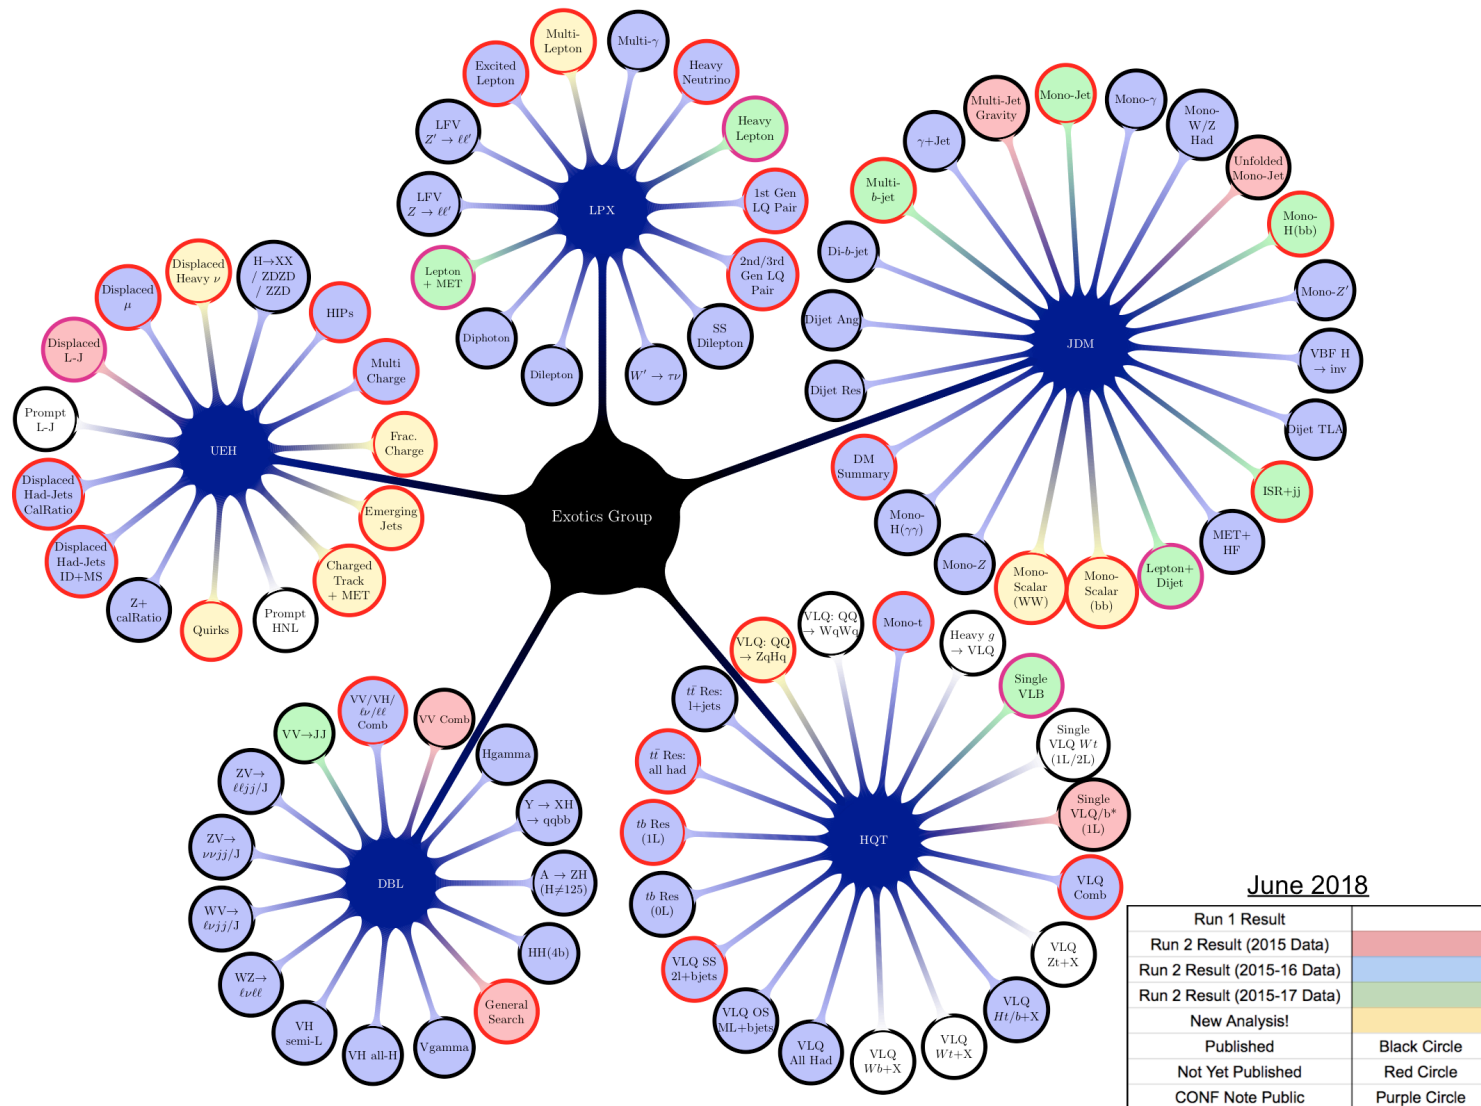 Multi-
Lepton
Multi-γ
Excited
Lepton
Heavy
Neutrino
LFV
Z′ → ℓℓ′
Heavy
Lepton
LFV
Z → ℓℓ′
LPX
1st Gen
LQ Pair
Lepton
+ MET
2nd/3rd
Gen LQ
Pair
Diphoton
SS
Dilepton
Dilepton
W′ → τν
Multi-Jet
Gravity
Mono-Jet
Mono-γ
Mono-
W/Z
Had
γ+Jet
Unfolded
Mono-Jet
Multi-
b-jet
Mono-
H(bb)
Di-b-jet
Mono-Z′
Dijet Ang
JDM
VBF H
→ inv
Dijet Res
Dijet TLA
DM
Summary
ISR+jj
Mono-
H(γγ)
MET+
HF
Mono-Z
Mono-
Scalar
(WW)
Mono-
Scalar
(bb)
Lepton+
Dijet
Displaced
Heavy ν
H→XX
/ ZDZD
/ ZZD
Displaced
μ
HIPs
Displaced
L-J
Multi
Charge
Prompt
L-J
UEH
Frac.
Charge
Displaced
Had-Jets
CalRatio
Emerging
Jets
Displaced
Had-Jets
ID+MS
Charged
Track
+ MET
Z+
calRatio
Quirks
Prompt
HNL
Exotics Group
VV/VH/
ℓν/ℓℓ
Comb
VV Comb
VV→JJ
Hgamma
ZV→
ℓℓjj/J
Y → XH
→ qqbb
ZV→
ννjj/J
DBL
A → ZH
(H≠125)
WV→
ℓνjj/J
HH(4b)
WZ→
ℓνℓℓ
General
Search
VH
semi-L
VH all-H
Vgamma
VLQ: QQ
→ ZqHq
VLQ: QQ
→ WqWq
Mono-t
Heavy g
→ VLQ
tt̄ Res:
l+jets
Single
VLB
tt̄ Res:
all had
Single
VLQ Wt
(1L/2L)
tb Res
(1L)
HQT
Single
VLQ/b*
(1L)
tb Res
(0L)
VLQ
Comb
VLQ SS
2l+bjets
VLQ
Zt+X
VLQ OS
ML+bjets
VLQ
Ht/b+X
VLQ
All Had
VLQ
Wb+X
VLQ
Wt+X
June 2018
Run 1 Result
Run 2 Result (2015 Data)
Run 2 Result (2015-16 Data)
Run 2 Result (2015-17 Data)
New Analysis!
Published Black Circle
Not Yet Published Red Circle
CONF Note Public Purple Circle